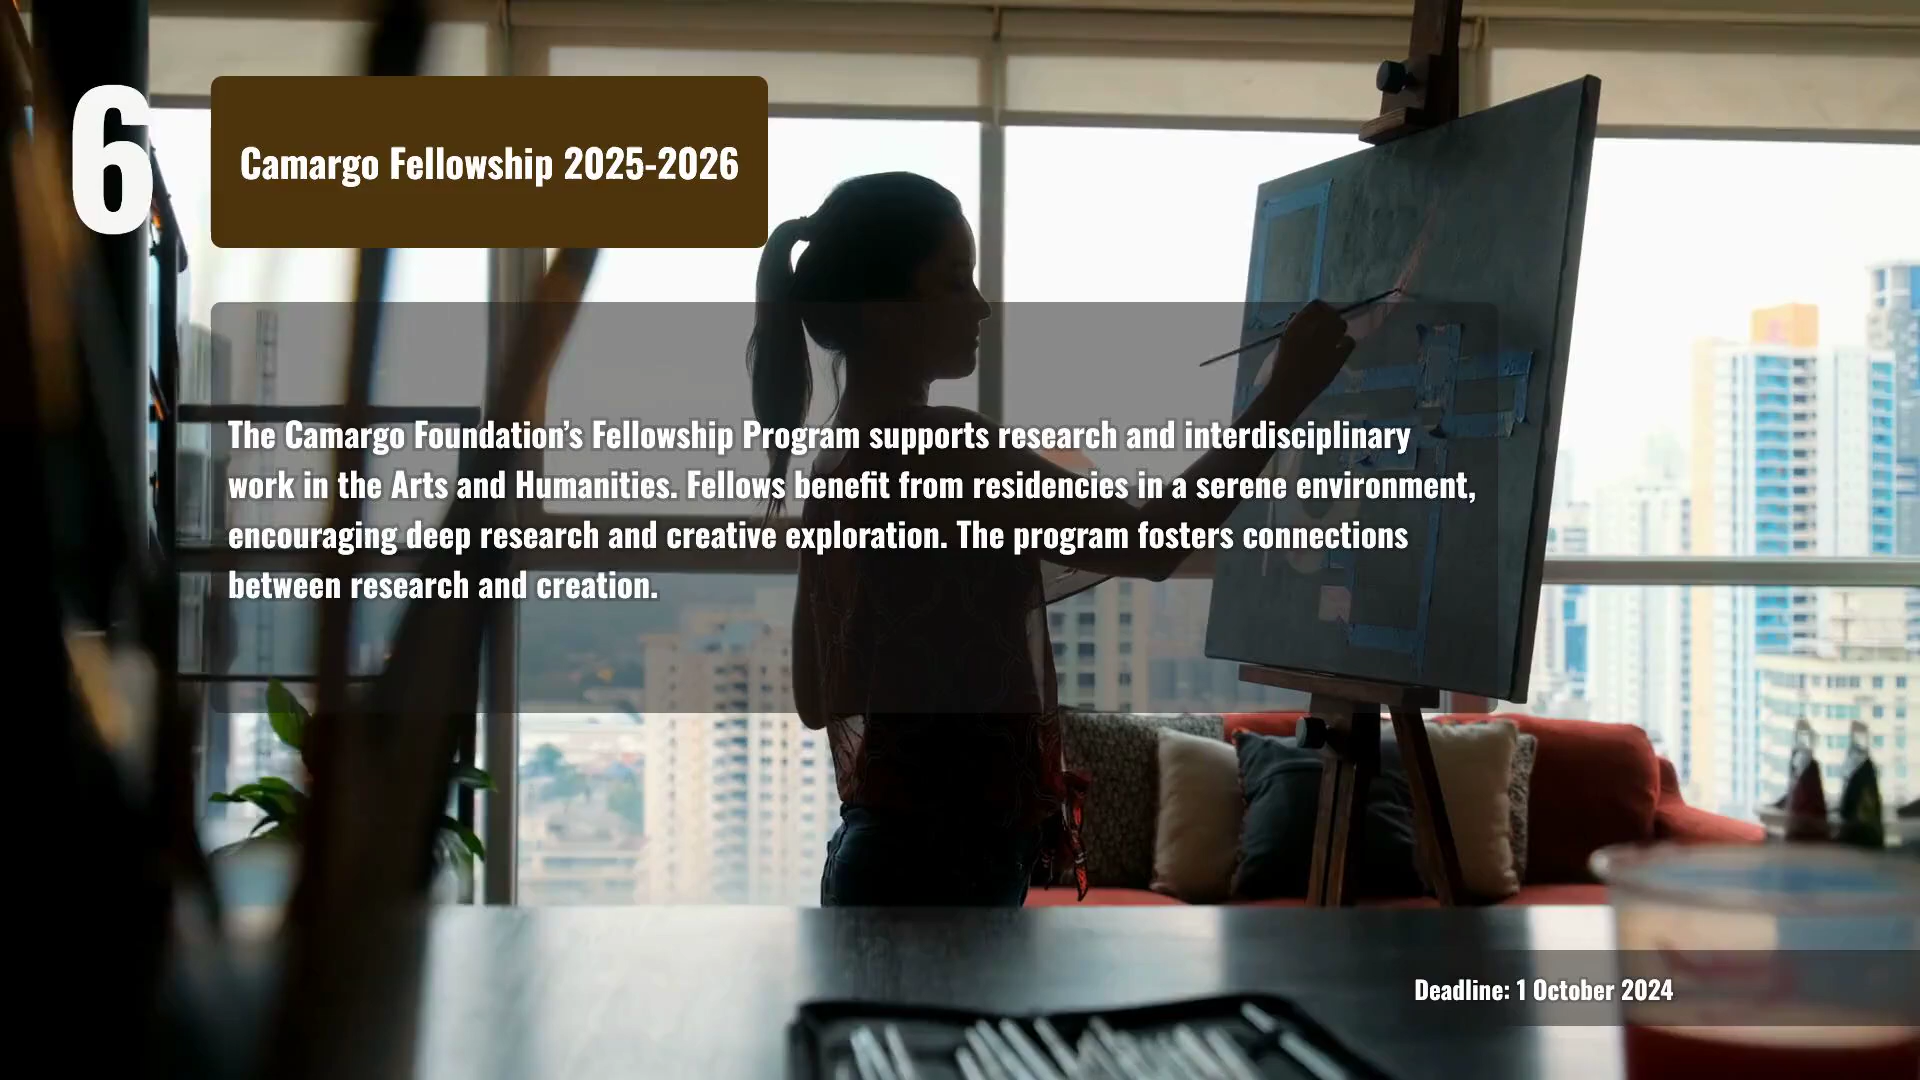 6
Camargo Fellowship 2025-2026
The Camargo Foundation’s Fellowship Program supports research and interdisciplinary
work in the Arts and Humanities. Fellows benefit from residencies in a serene environment,
encouraging deep research and creative exploration. The program fosters connections
between research and creation.
Deadline: 1 October 2024